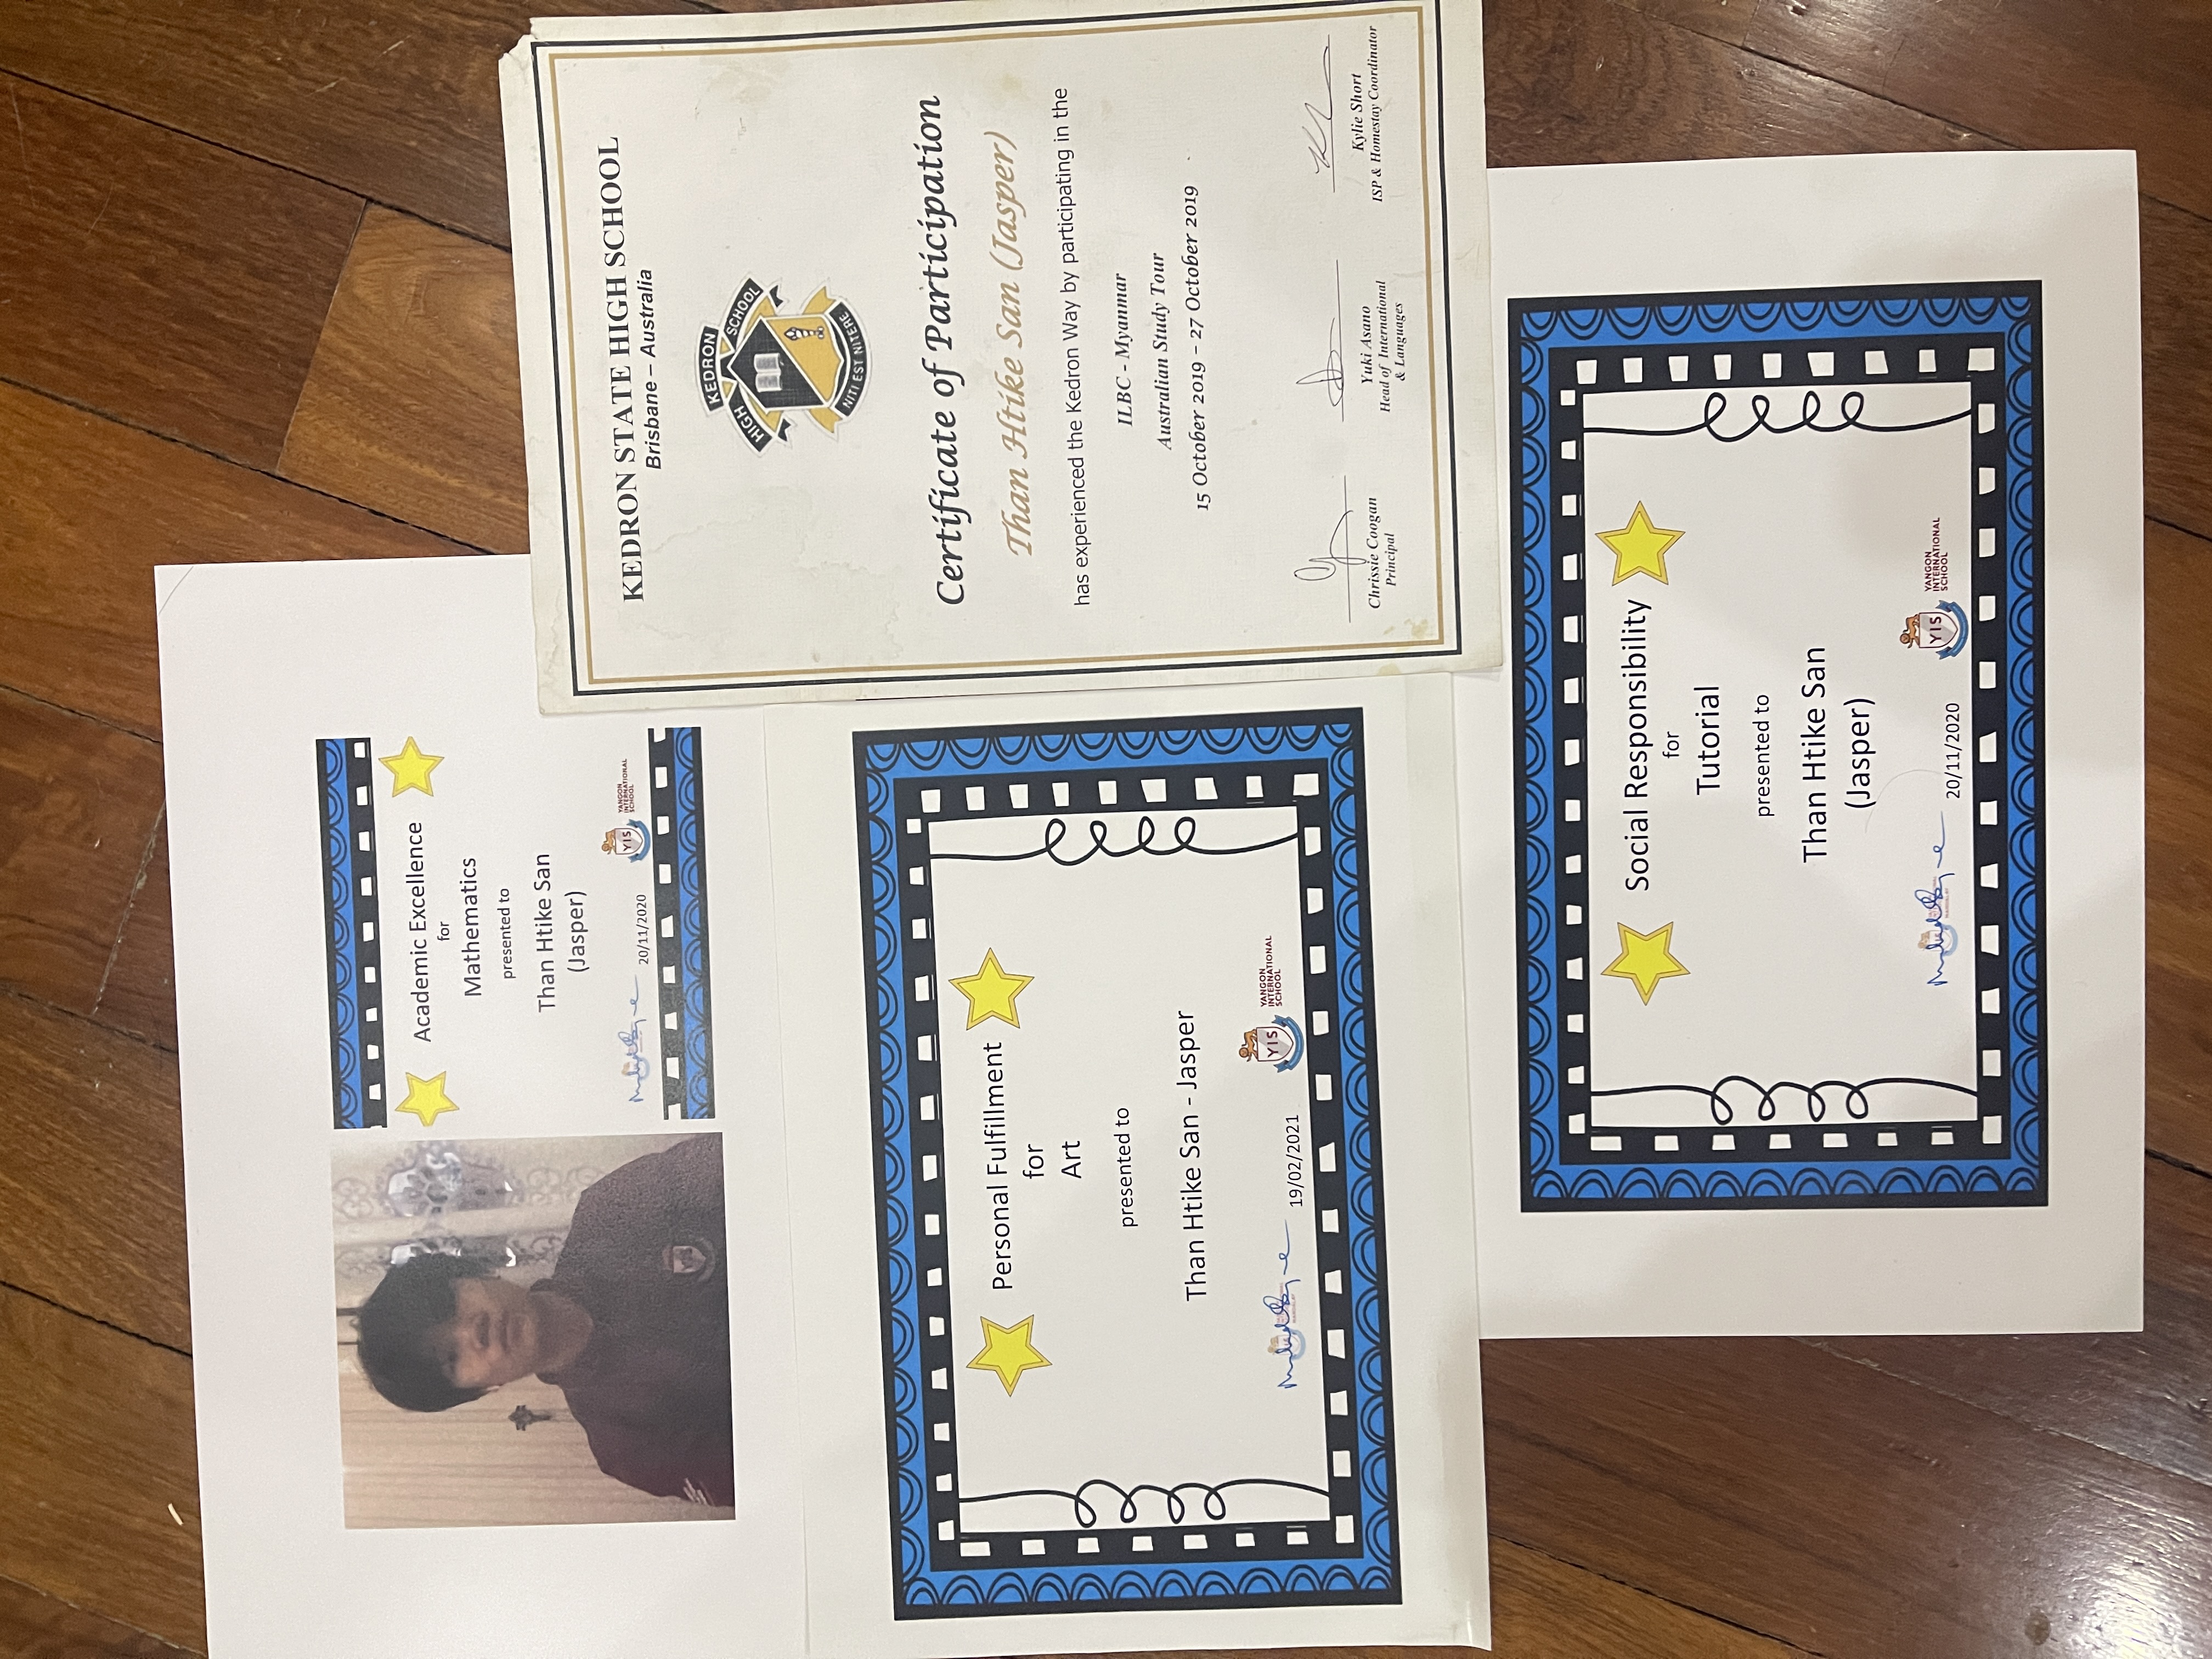 Academic Excellence
for
Mathematics
presented to
Than Htike San
(Jasper)
20/11/2020
YIS
YANGON
INTERNATIONAL
SCHOOL
YIS
Personal Fulfillment
for
Art
presented to
Than Htike San - Jasper
19/02/2021
YIS
YANGON
INTERNATIONAL
SCHOOL
KEDRON STATE HIGH SCHOOL
Brisbane – Australia
KEDRON
HIGH SCHOOL
NITI EST NITERE
Certificate of Participation
Than Htike San (Jasper)
has experienced the Kedron Way by participating in the
ILBC - Myanmar
Australian Study Tour
15 October 2019 – 27 October 2019
Chrissie Coogan
Principal
Yuki Asano
Head of International
& Languages
Kylie Short
ISP & Homestay Coordinator
Social Responsibility
for
Tutorial
presented to
Than Htike San
(Jasper)
20/11/2020
YIS
YANGON
INTERNATIONAL
SCHOOL